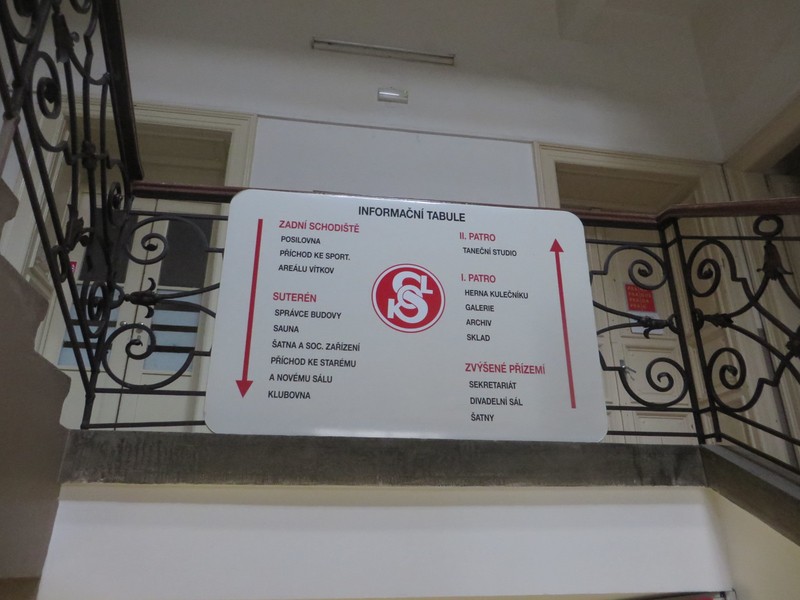 INFORMAČNÍ TABULE
ZADNÍ SCHODIŠTĚ
POSILOVNA
PŘÍCHOD KE SPORT.
AREÁLU VÍTKOV
SUTERÉN
SPRÁVCE BUDOVY
SAUNA
ŠATNA A SOC. ZAŘÍZENÍ
PŘÍCHOD KE STARÉMU
A NOVÉMU SÁLU
KLUBOVNA
II. PATRO
TANEČNÍ STUDIO
I. PATRO
HERNA KULEČNÍKU
GALERIE
ARCHIV
SKLAD
ZVÝŠENÉ PŘÍZEMÍ
SEKRETARIÁT
DIVADELNÍ SÁL
ŠATNY